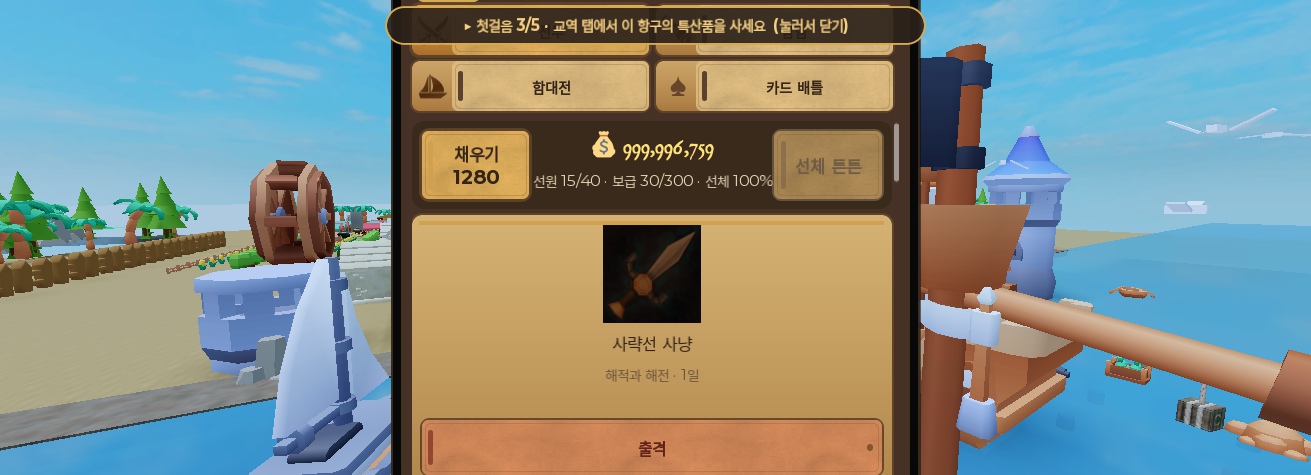 ▸ 첫걸음 3/5 · 교역 탭에서 이 항구의 특산품을 사세요 (눌러서 닫기)
함대전
카드 배틀
채우기
1280
999,996,759
선원 15/40 · 보급 30/300 · 선체 100%
선체 튼튼
사략선 사냥
해적과 해전 · 1일
출격